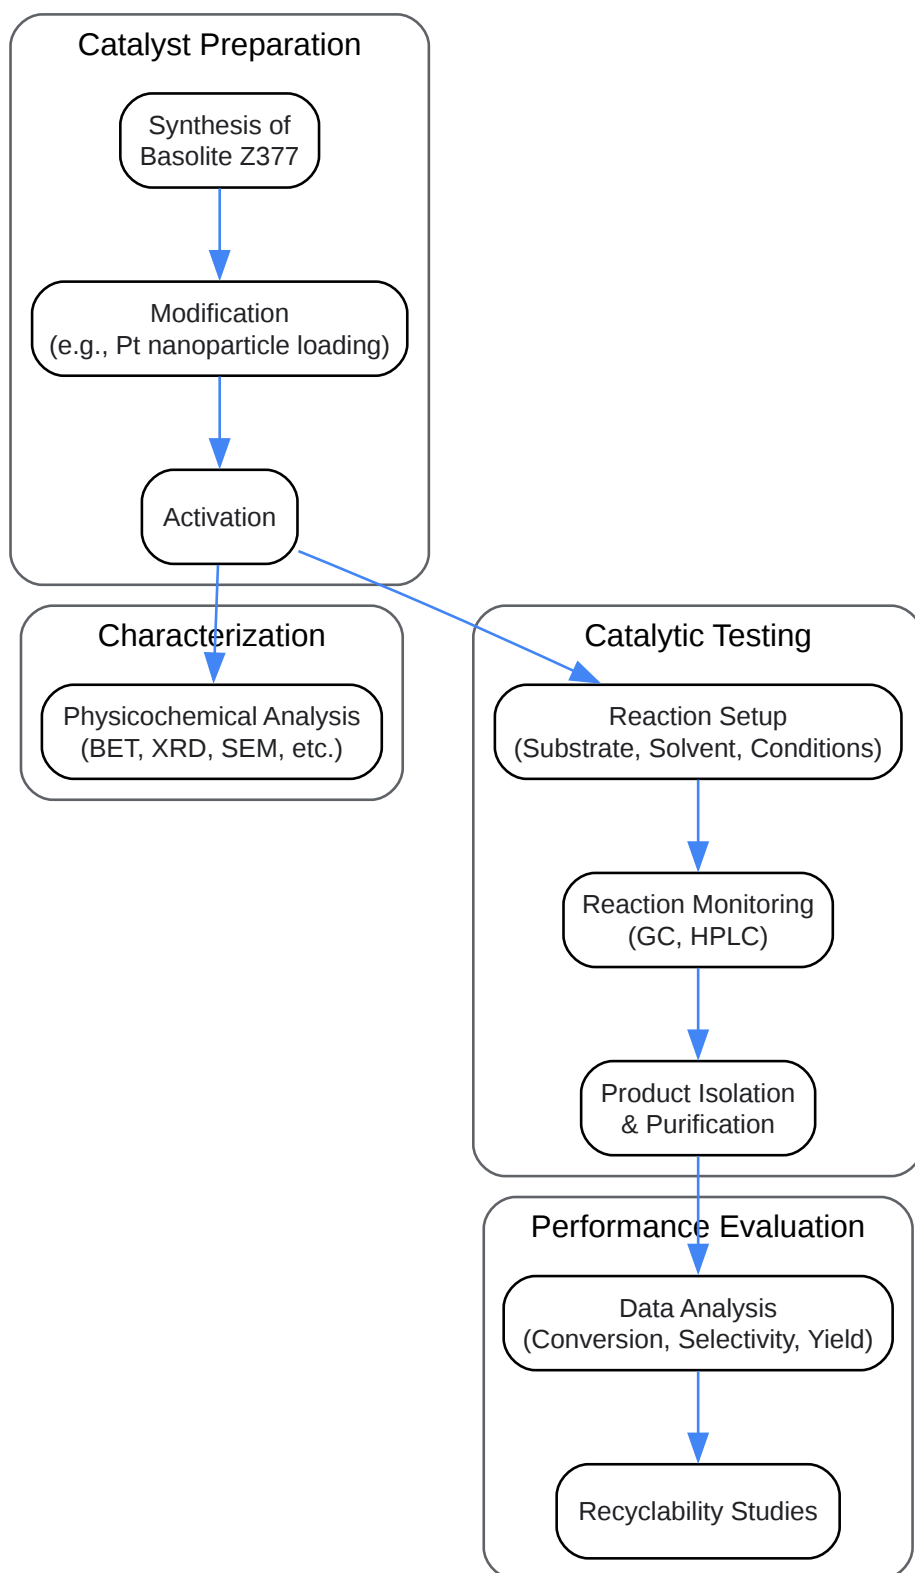 Catalyst Preparation
Synthesis of
Basolite Z377
Modification
(e.g., Pt nanoparticle loading)
Activation
Characterization
Physicochemical Analysis
(BET, XRD, SEM, etc.)
Catalytic Testing
Reaction Setup
(Substrate, Solvent, Conditions)
Reaction Monitoring
(GC, HPLC)
Product Isolation
& Purification
Performance Evaluation
Data Analysis
(Conversion, Selectivity, Yield)
Recyclability Studies